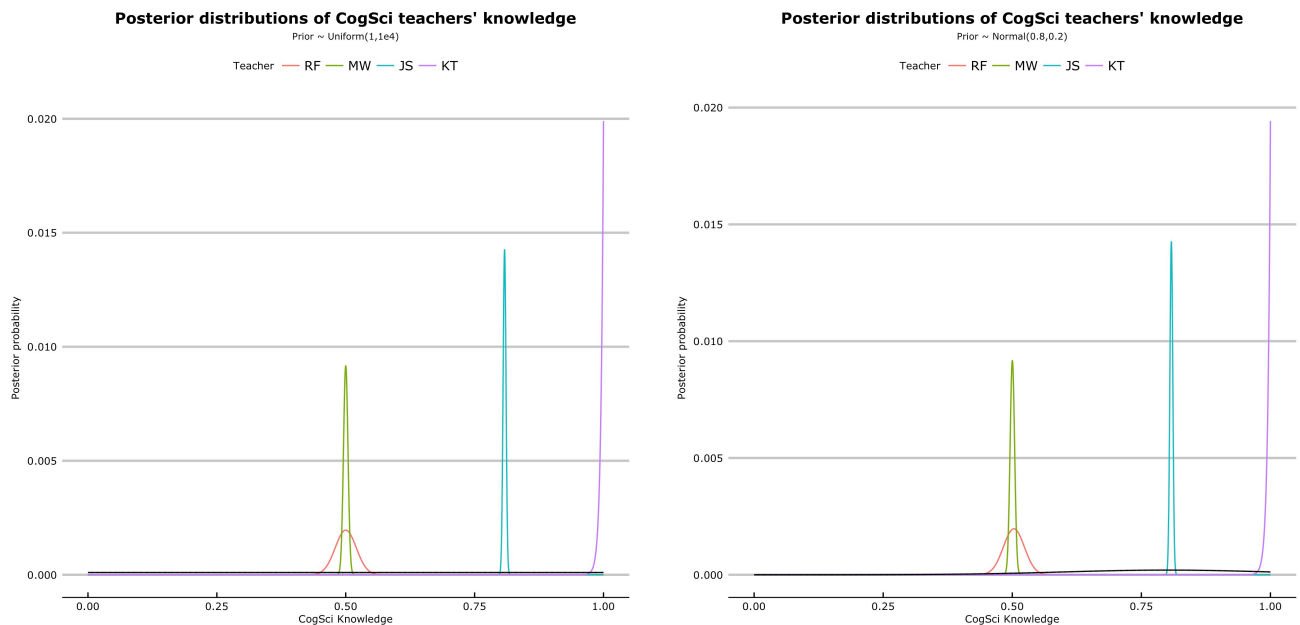 Posterior distributions of CogSci teachers' knowledge
Prior ~ Uniform(1,1e4)
Teacher RF MW JS KT
0.020
0.015
0.010
0.005
0.000
Posterior probability
0.00 0.25 0.50 0.75 1.00
CogSci Knowledge
Posterior distributions of CogSci teachers' knowledge
Prior ~ Normal(0.8,0.2)
Teacher RF MW JS KT
0.020
0.015
0.010
0.005
0.000
Posterior probability
0.00 0.25 0.50 0.75 1.00
CogSci Knowledge